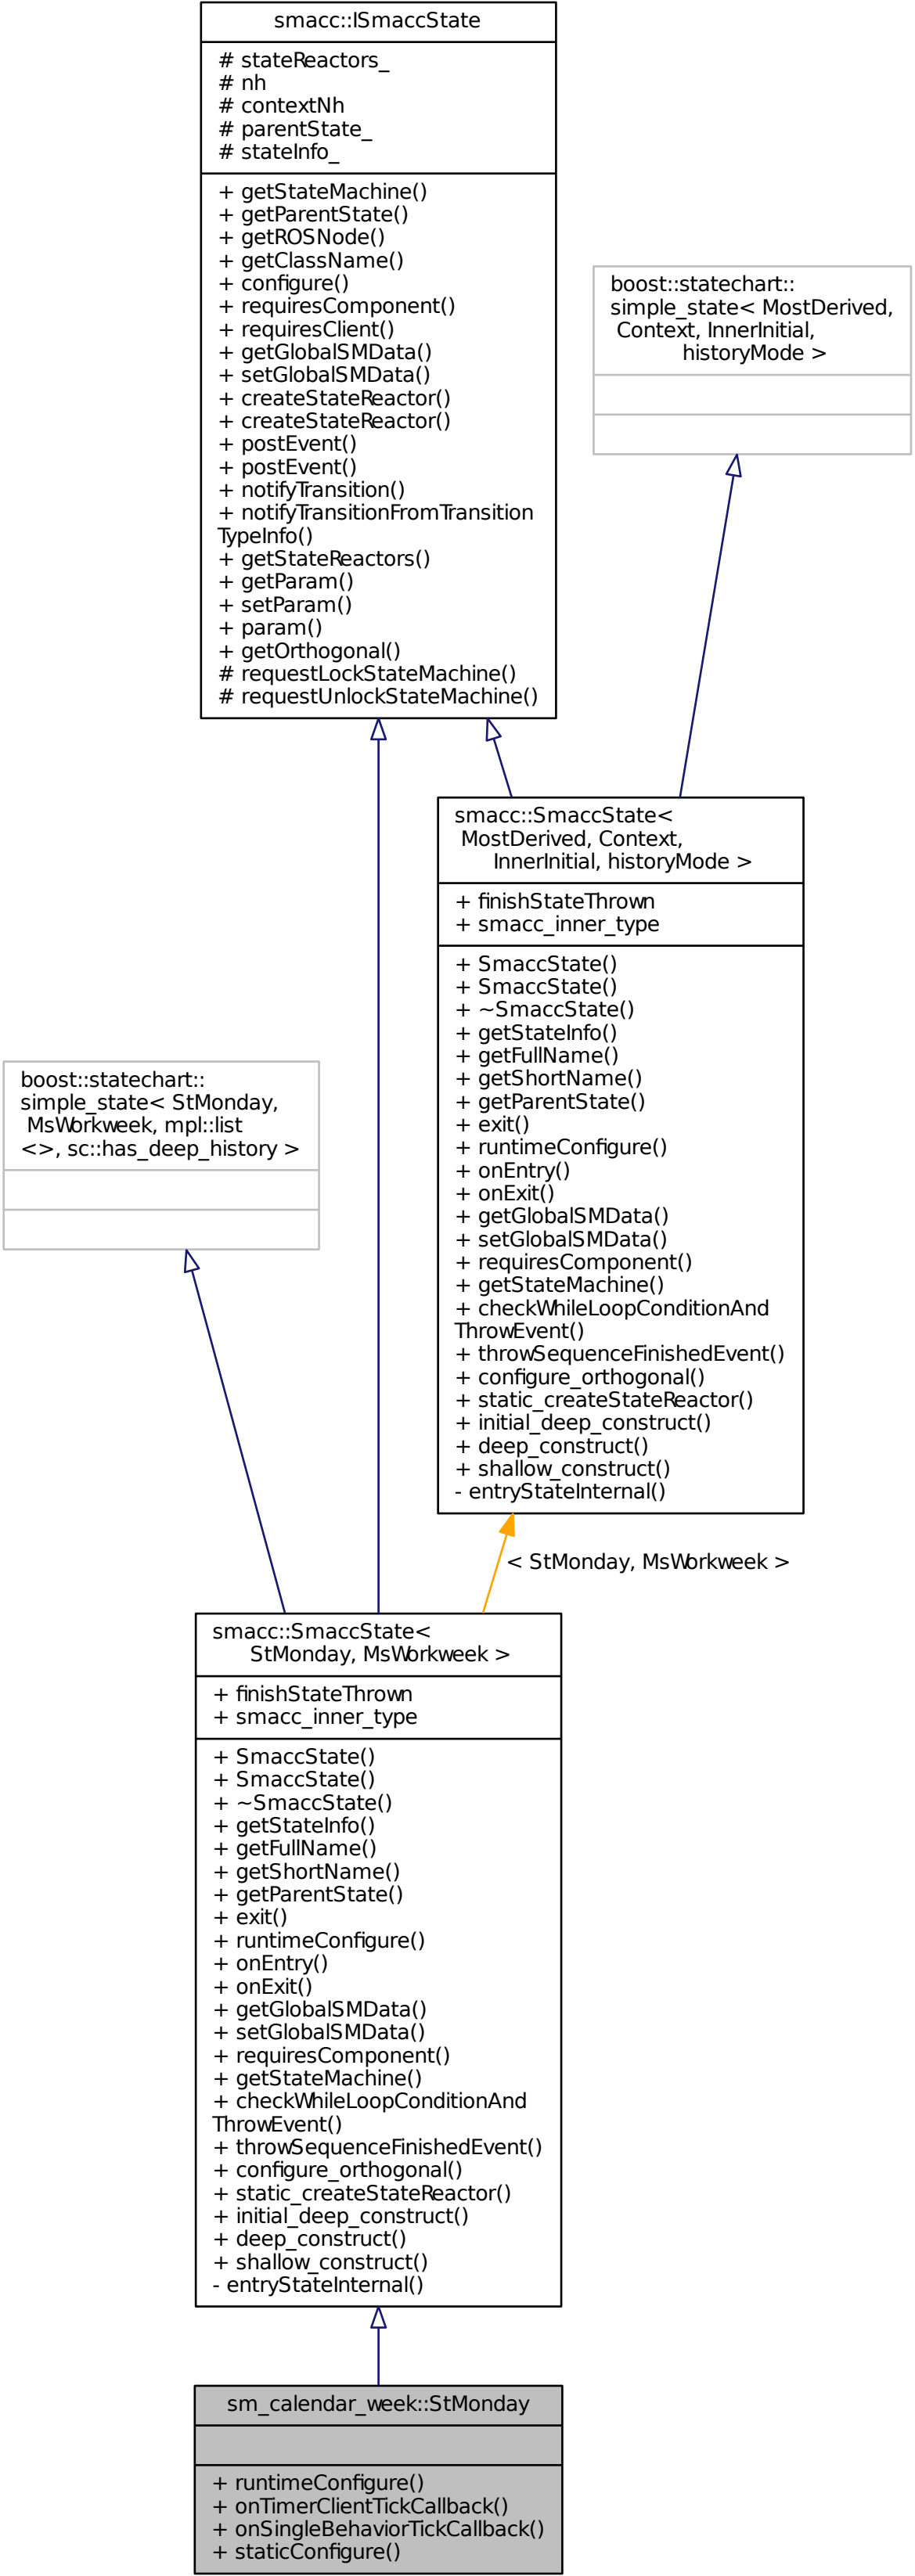 smacc::ISmaccState
# stateReactors_
# nh
# contextNh
# parentState_
# stateInfo_
+ getStateMachine()
+ getParentState()
+ getROSNode()
+ getClassName()
+ configure()
+ requiresComponent()
+ requiresClient()
+ getGlobalSMData()
+ setGlobalSMData()
+ createStateReactor()
+ createStateReactor()
+ postEvent()
+ postEvent()
+ notifyTransition()
+ notifyTransitionFromTransition
TypeInfo()
+ getStateReactors()
+ getParam()
+ setParam()
+ param()
+ getOrthogonal()
# requestLockStateMachine()
# requestUnlockStateMachine()
boost::statechart::
simple_state< MostDerived,
Context, InnerInitial,
historyMode >
smacc::SmaccState<
MostDerived, Context,
InnerInitial, historyMode >
+ finishStateThrown
+ smacc_inner_type
+ SmaccState()
+ SmaccState()
+ ~SmaccState()
+ getStateInfo()
+ getFullName()
+ getShortName()
+ getParentState()
+ exit()
+ runtimeConfigure()
+ onEntry()
+ onExit()
+ getGlobalSMData()
+ setGlobalSMData()
+ requiresComponent()
+ getStateMachine()
+ checkWhileLoopConditionAnd
ThrowEvent()
+ throwSequenceFinishedEvent()
+ configure_orthogonal()
+ static_createStateReactor()
+ initial_deep_construct()
+ deep_construct()
+ shallow_construct()
- entryStateInternal()
boost::statechart::
simple_state< StMonday,
MsWorkweek, mpl::list
<>, sc::has_deep_history >
< StMonday, MsWorkweek >
smacc::SmaccState<
StMonday, MsWorkweek >
+ finishStateThrown
+ smacc_inner_type
+ SmaccState()
+ SmaccState()
+ ~SmaccState()
+ getStateInfo()
+ getFullName()
+ getShortName()
+ getParentState()
+ exit()
+ runtimeConfigure()
+ onEntry()
+ onExit()
+ getGlobalSMData()
+ setGlobalSMData()
+ requiresComponent()
+ getStateMachine()
+ checkWhileLoopConditionAnd
ThrowEvent()
+ throwSequenceFinishedEvent()
+ configure_orthogonal()
+ static_createStateReactor()
+ initial_deep_construct()
+ deep_construct()
+ shallow_construct()
- entryStateInternal()
sm_calendar_week::StMonday
+ runtimeConfigure()
+ onTimerClientTickCallback()
+ onSingleBehaviorTickCallback()
+ staticConfigure()